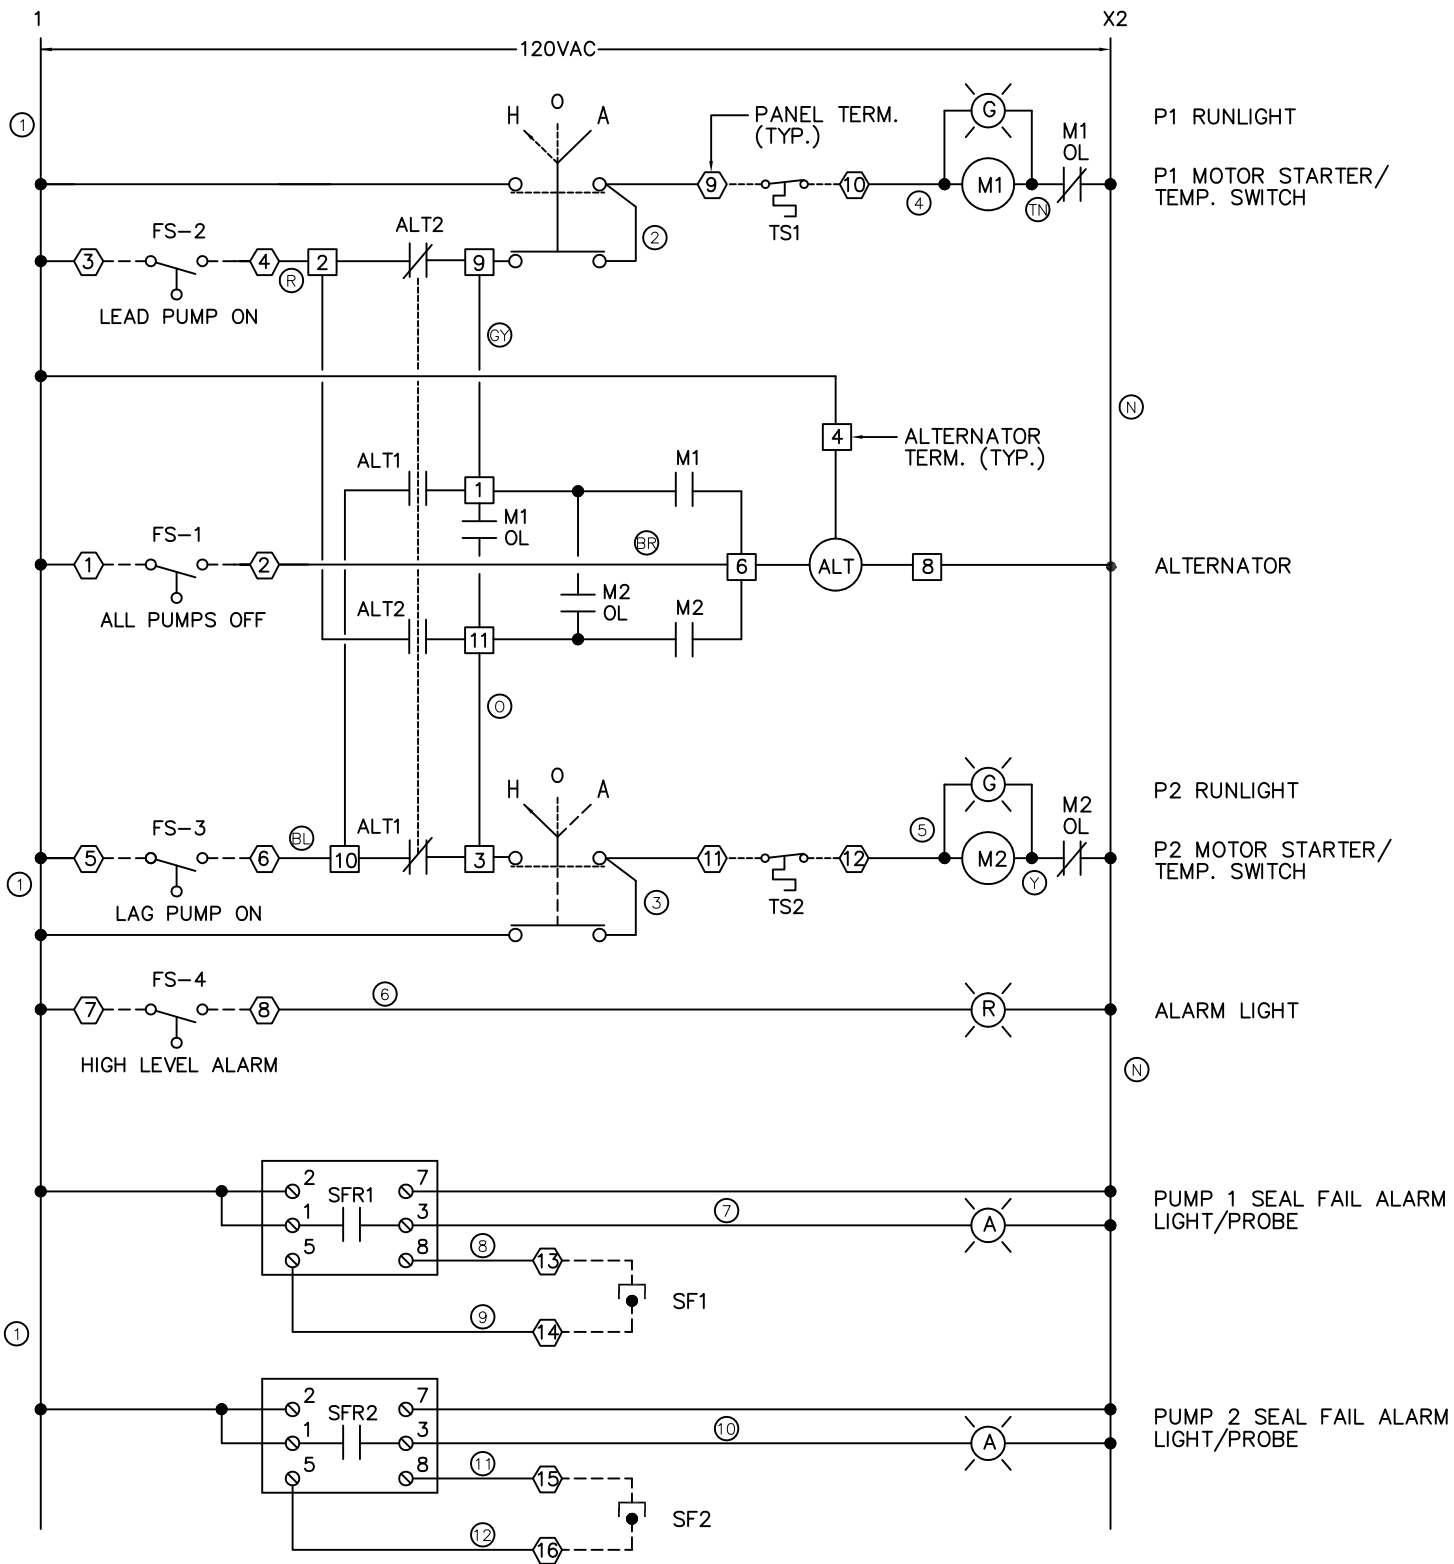 1 X2
120VAC
H O A
PANEL TERM.
(TYP.)
G
M1
OL
P1 RUNLIGHT
1
9 10 M1
P1 MOTOR STARTER/
TEMP. SWITCH
4 TN
TS1
FS-2 ALT2
2
3 4 R 2 9
LEAD PUMP ON
GY
N
4
ALTERNATOR
TERM. (TYP.)
ALT1 M1
1
M1
OL
FS-1
BR
1 2 6 ALT 8
ALTERNATOR
ALL PUMPS OFF
ALT2
M2
OL
M2
11
O
H O A
G
M2
OL
P2 RUNLIGHT
FS-3 ALT1
BL
5
5 6 10 3 11 12 M2
P2 MOTOR STARTER/
TEMP. SWITCH
1 Y
LAG PUMP ON
3
TS2
FS-4
6
7 8 R
ALARM LIGHT
HIGH LEVEL ALARM
N
2 SFR1 7
1 3
7
A
PUMP 1 SEAL FAIL ALARM
LIGHT/PROBE
5 8
8
13
SF1
9
14
1
2 SFR2 7
1 3
10
A
PUMP 2 SEAL FAIL ALARM
LIGHT/PROBE
5 8
11
15
SF2
12
16